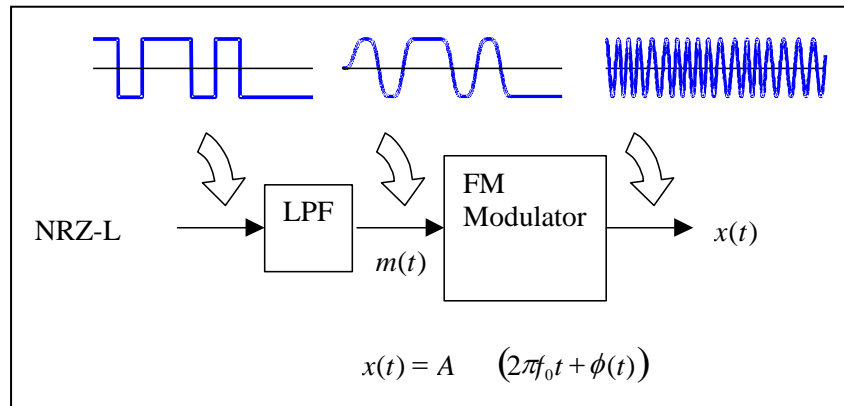 FM
Modulator
LPF
NRZ-L
m(t)
x(t)
x(t) = A (2πf₀t + ϕ(t))